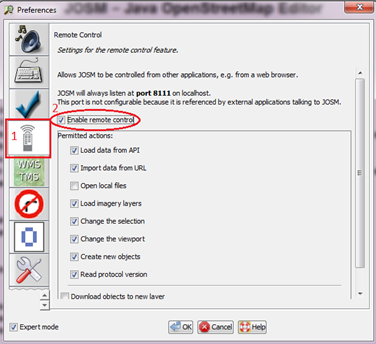 Preferences
JOSM - Java OpenStreetMap Editor
Remote Control
Settings for the remote control feature.
Allows JOSM to be controlled from other applications, e.g. from a web browser.
JOSM will always listen at port 8111 on localhost.
This port is not configurable because it is referenced by external applications talking to JOSM.
2
Enable remote control
1
Permitted actions:
Load data from API
Import data from URL
Open local files
WMS
TMS
Load imagery layers
Change the selection
Change the viewport
Create new objects
Read protocol version
Download objects to new layer
Expert mode
OK
Cancel
Help